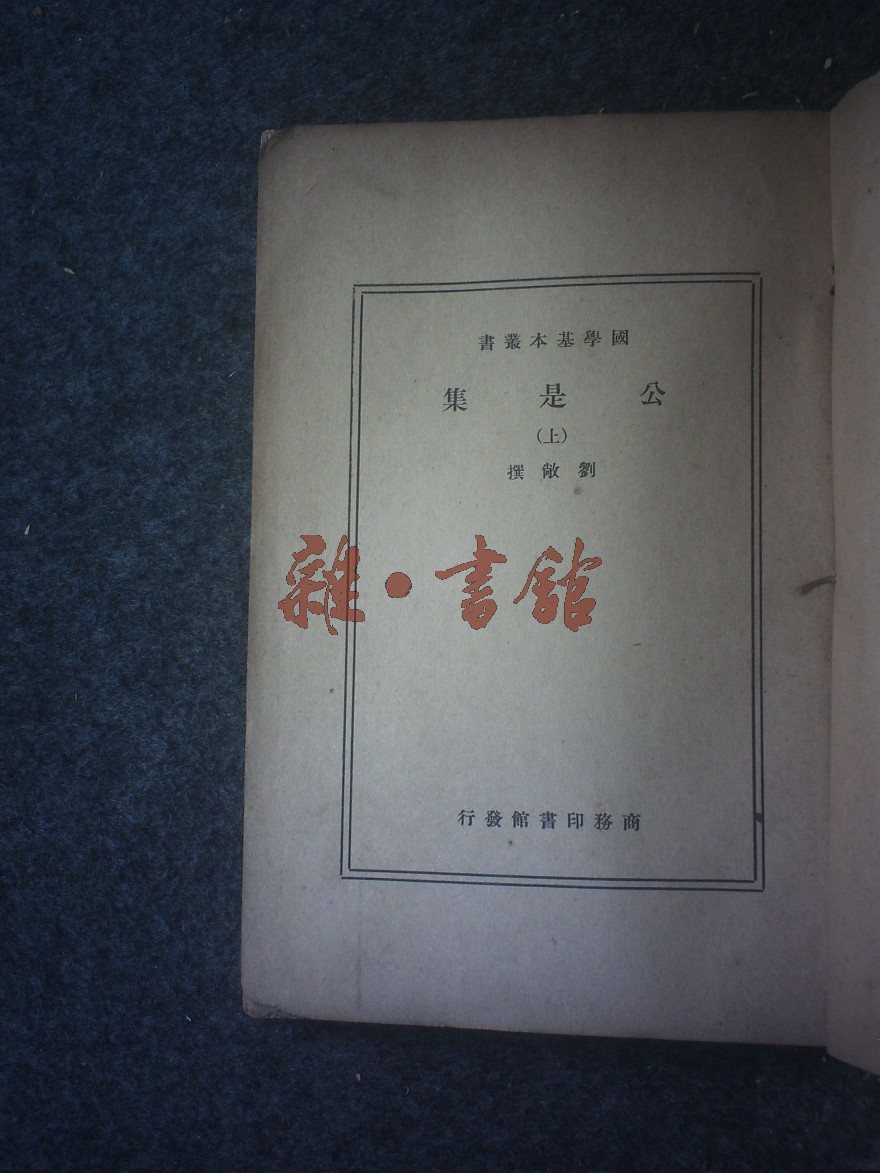 國學基本叢書
公是集
(上)
劉敞撰
雜·書舘
商務印書館發行